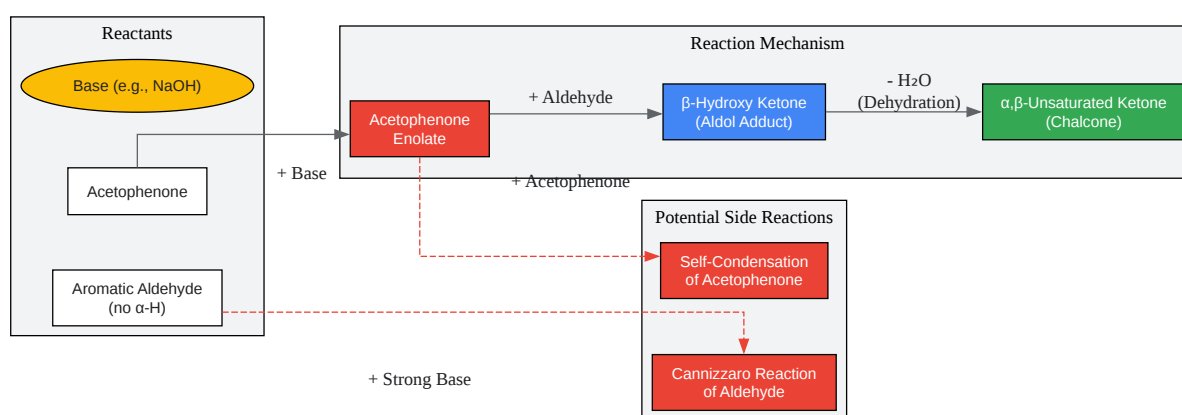 Reactants
Base (e.g., NaOH)
Acetophenone
Aromatic Aldehyde
(no α-H)
+ Base
Reaction Mechanism
Acetophenone
Enolate
+ Aldehyde
β-Hydroxy Ketone
(Aldol Adduct)
- H₂O
(Dehydration)
α,β-Unsaturated Ketone
(Chalcone)
+ Acetophenone
Potential Side Reactions
Self-Condensation
of Acetophenone
+ Strong Base
Cannizzaro Reaction
of Aldehyde